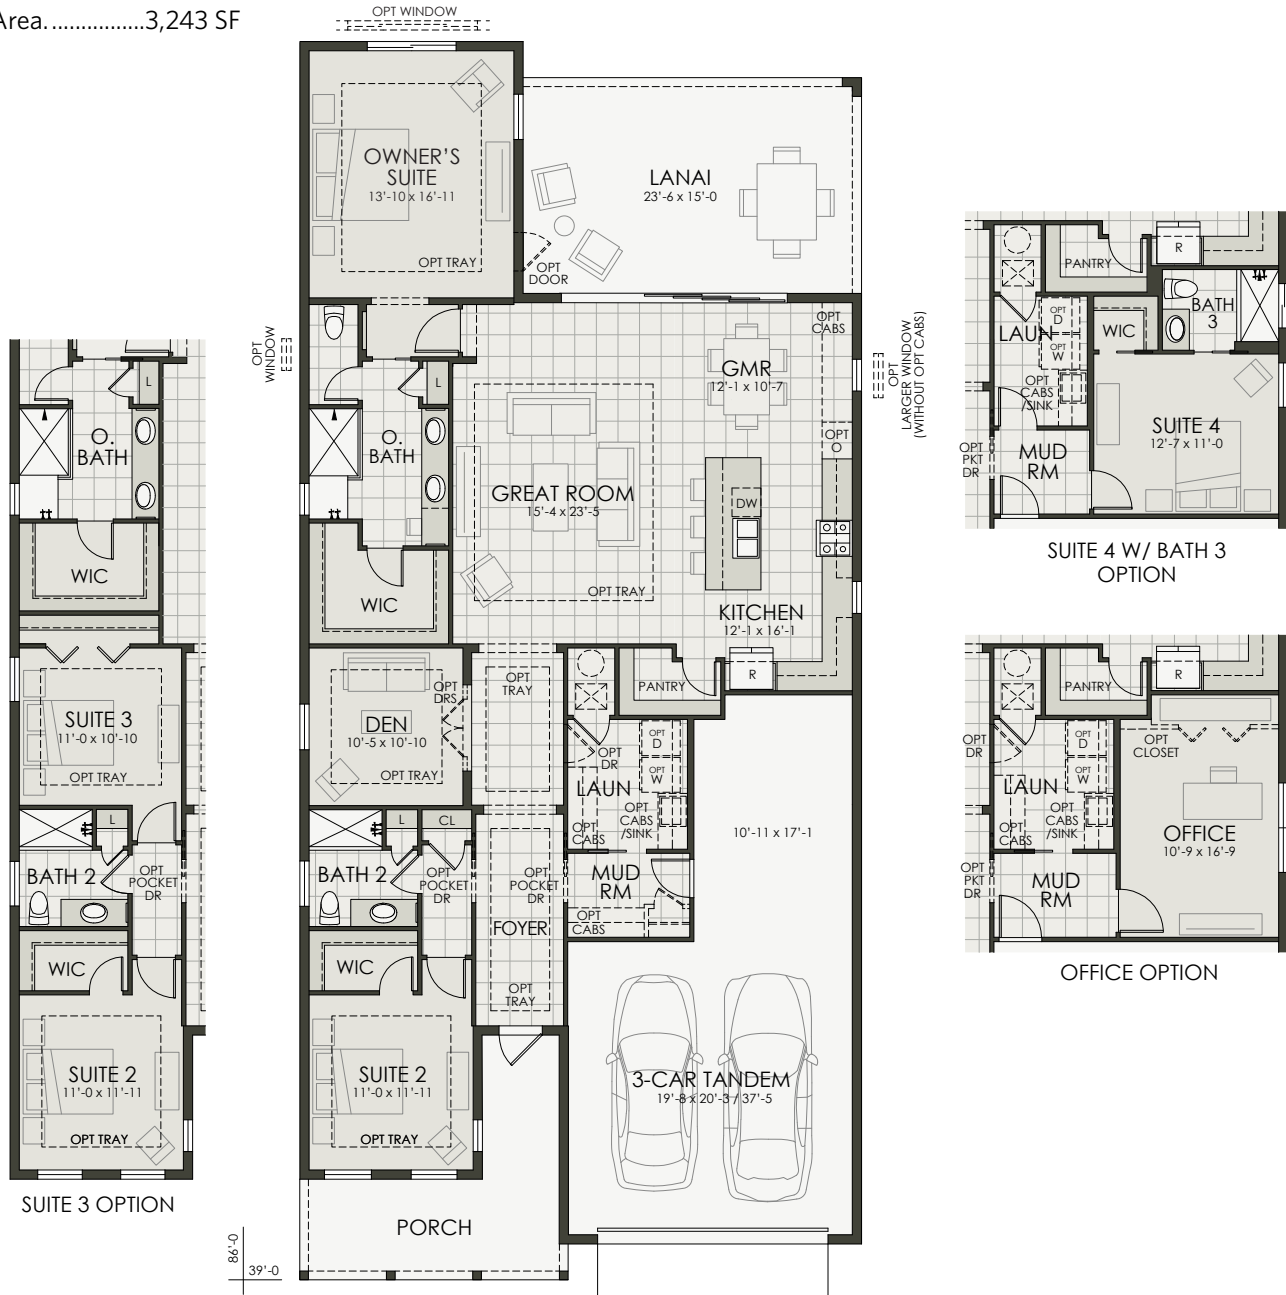 Area. ................3,243 SF
OPT WINDOW
OWNER'S
SUITE
13'-10 x 16'-11
OPT TRAY
LANAI
23'-6 x 15'-0
OPT
DOOR
OPT
WINDOW
OPT
CABS
GMR
12'-1 x 10'-7
OPT
LARGER WINDOW
(WITHOUT OPT CABS)
L
O.
BATH
GREAT ROOM
15'-4 x 23'-5
OPT TRAY
OPT
O
DW
WIC
KITCHEN
12'-1 x 16'-1
R
PANTRY
OPT
TRAY
OPT
DRS
DEN
10'-5 x 10'-10
OPT TRAY
OPT
D
OPT
W
OPT
DR
LAUN
OPT
CABS
OPT
CABS
/SINK
10'-11 x 17'-1
L
CL
BATH 2
OPT
POCKET
DR
OPT
POCKET
DR
MUD
RM
OPT
CABS
FOYER
WIC
OPT
TRAY
SUITE 2
11'-0 x 11'-11
OPT TRAY
3-CAR TANDEM
19'-8 x 20'-3 / 37'-5
PORCH
86'-0
39'-0
L
O.
BATH
WIC
SUITE 3
11'-0 x 10'-10
OPT TRAY
L
BATH 2
OPT
POCKET
DR
WIC
SUITE 2
11'-0 x 11'-11
OPT TRAY
SUITE 3 OPTION
PANTRY
R
OPT
D
OPT
W
LAUN
WIC
BATH
3
OPT
CABS
/SINK
SUITE 4
12'-7 x 11'-0
OPT
PKT
DR
MUD
RM
SUITE 4 W/ BATH 3
OPTION
PANTRY
R
OPT
DR
OPT
D
OPT
W
OPT
CLOSET
LAUN
OPT
CABS
OPT
CABS
/SINK
OFFICE
10'-9 x 16'-9
OPT
PKT
DR
MUD
RM
OFFICE OPTION